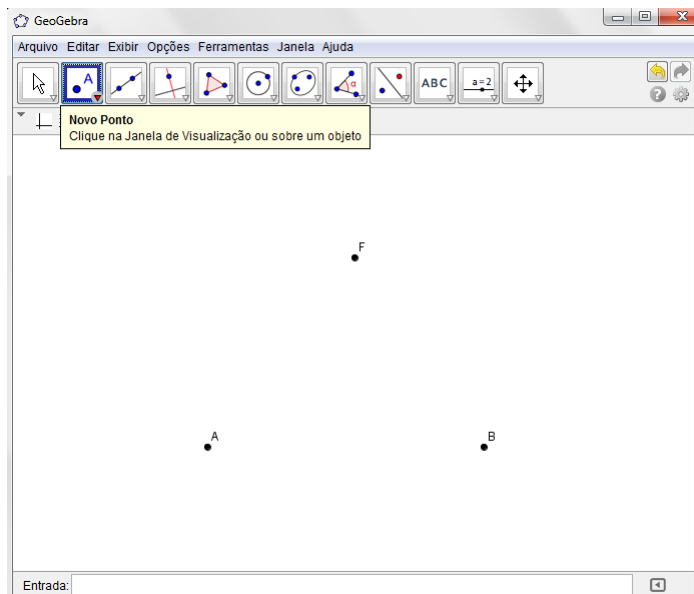 GeoGebra
Arquivo Editar Exibir Opções Ferramentas Janela Ajuda
A
α
ABC
a=2
Novo Ponto
Clique na Janela de Visualização ou sobre um objeto
F
A
B
Entrada: